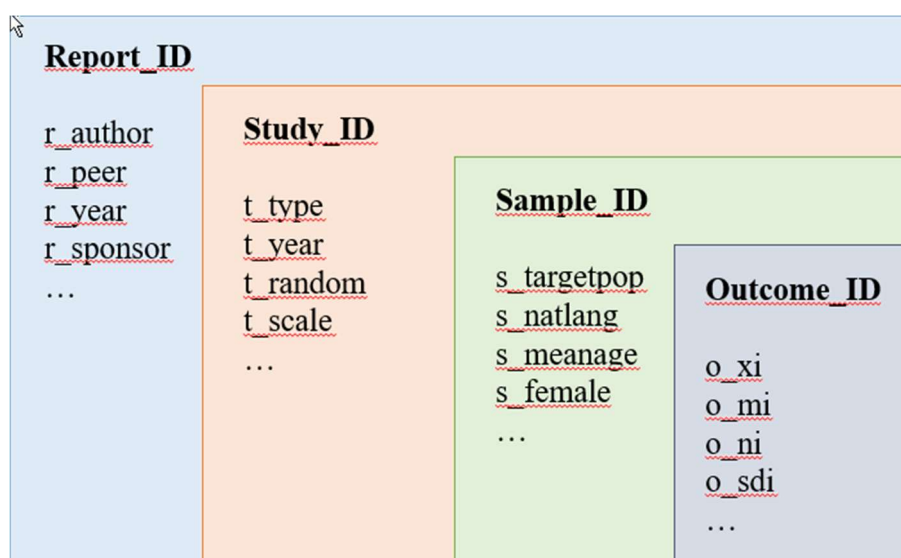 Report_ID
r_author
r_peer
r_year
r_sponsor
…
Study_ID
t_type
t_year
t_random
t_scale
…
Sample_ID
s_targetpop
s_natlang
s_meanage
s_female
…
Outcome_ID
o_xi
o_mi
o_ni
o_sdi
…